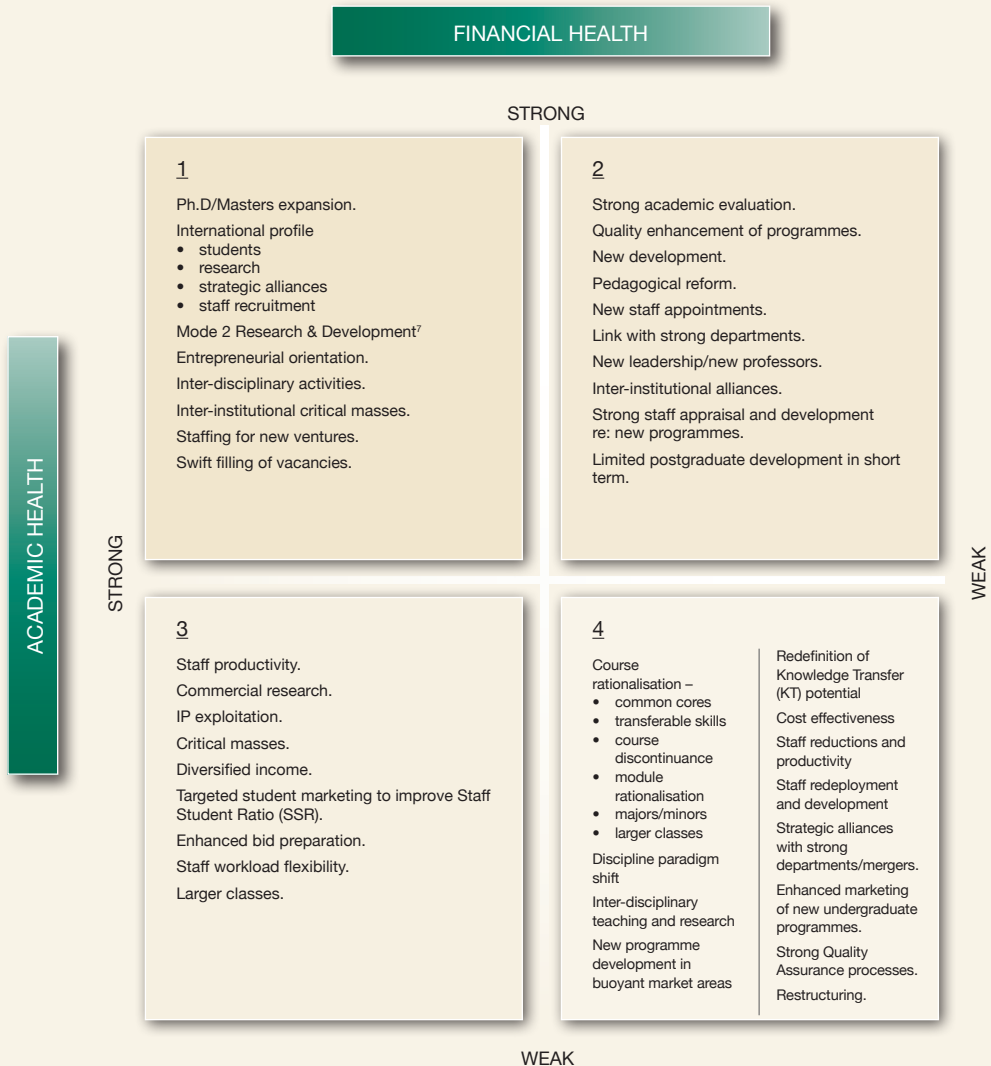 FINANCIAL HEALTH
STRONG
1
Ph.D/Masters expansion.
International profile
• students
• research
• strategic alliances
• staff recruitment
Mode 2 Research & Development⁷
Entrepreneurial orientation.
Inter-disciplinary activities.
Inter-institutional critical masses.
Staffing for new ventures.
Swift filling of vacancies.
2
Strong academic evaluation.
Quality enhancement of programmes.
New development.
Pedagogical reform.
New staff appointments.
Link with strong departments.
New leadership/new professors.
Inter-institutional alliances.
Strong staff appraisal and development
re: new programmes.
Limited postgraduate development in short
term.
ACADEMIC HEALTH
STRONG
WEAK
3
Staff productivity.
Commercial research.
IP exploitation.
Critical masses.
Diversified income.
Targeted student marketing to improve Staff
Student Ratio (SSR).
Enhanced bid preparation.
Staff workload flexibility.
Larger classes.
4
Course
rationalisation –
• common cores
• transferable skills
• course
discontinuance
• module
rationalisation
• majors/minors
• larger classes
Discipline paradigm
shift
Inter-disciplinary
teaching and research
New programme
development in
buoyant market areas
Redefinition of
Knowledge Transfer
(KT) potential
Cost effectiveness
Staff reductions and
productivity
Staff redeployment
and development
Strategic alliances
with strong
departments/mergers.
Enhanced marketing
of new undergraduate
programmes.
Strong Quality
Assurance processes.
Restructuring.
WEAK